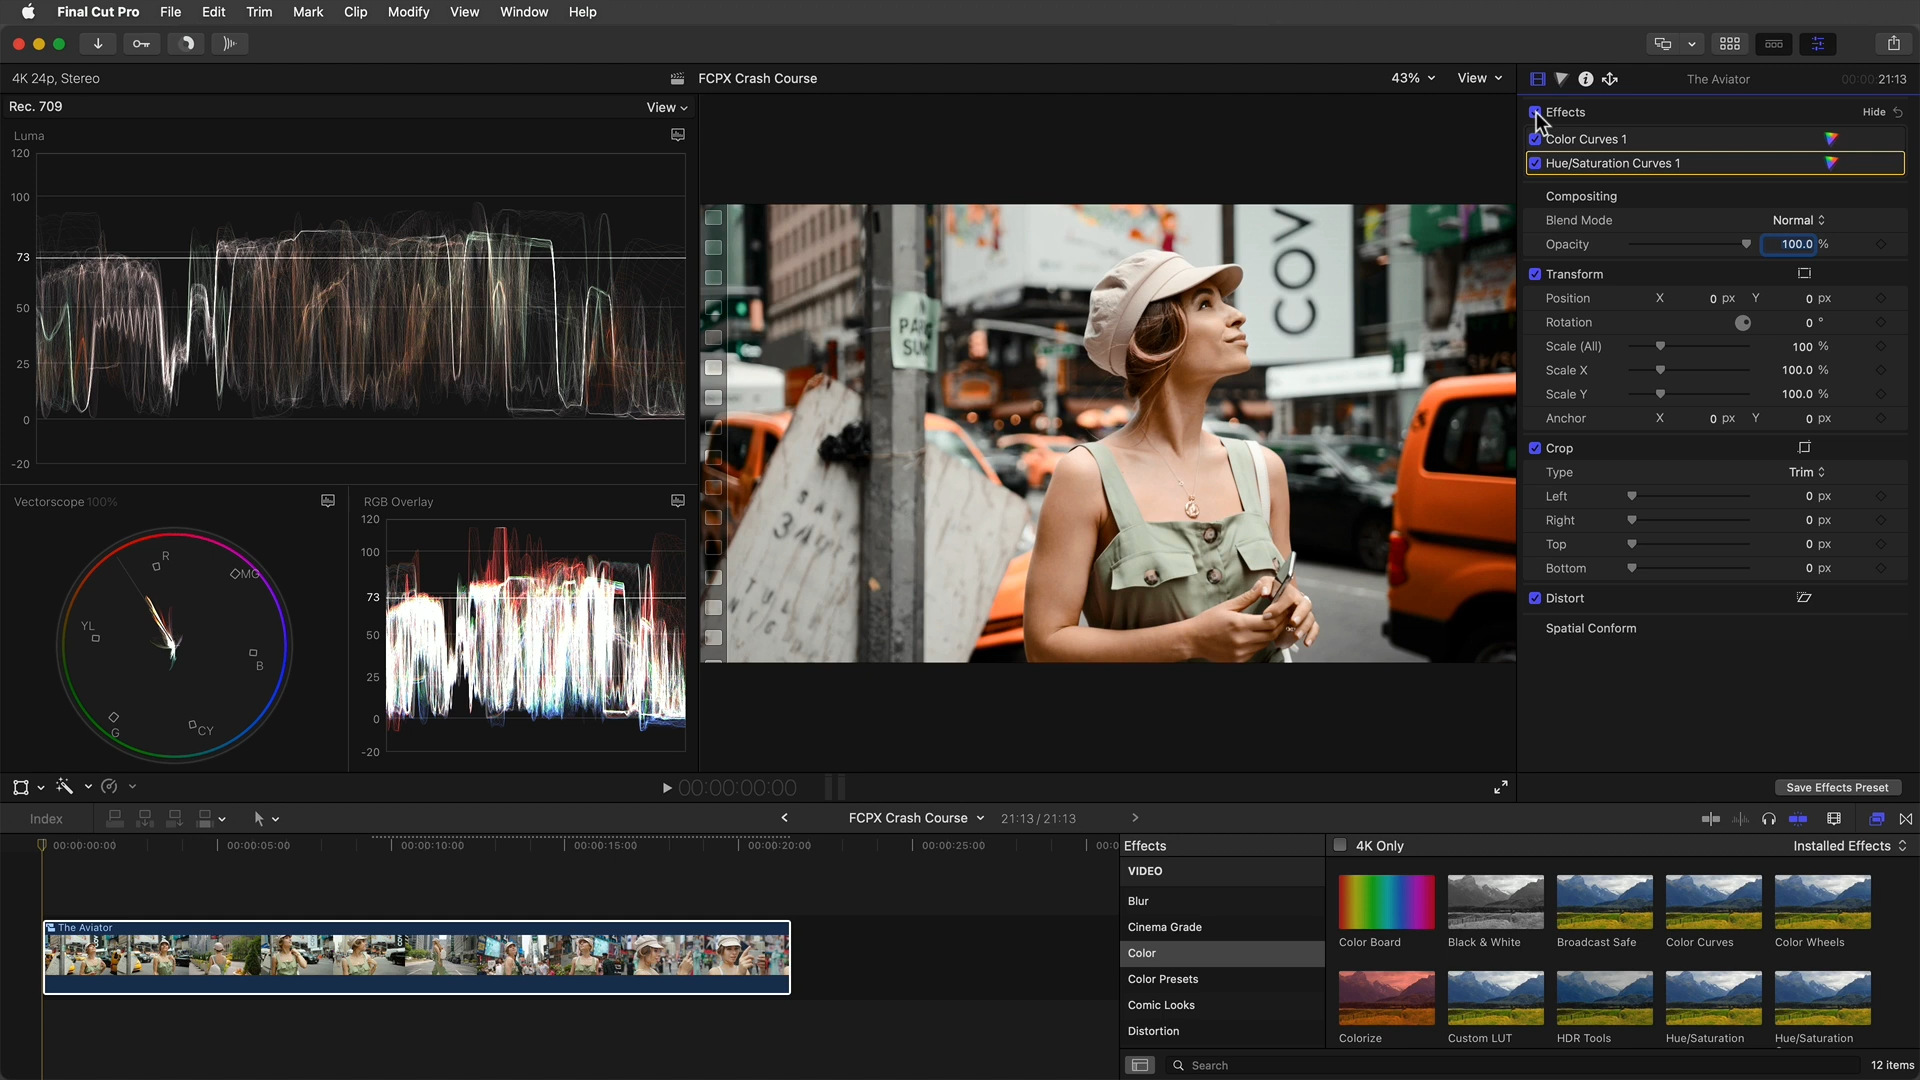 Final Cut Pro File Edit Trim Mark Clip Modify View Window Help
4K 24p, Stereo
FCPX Crash Course
43%
View
The Aviator
00:00:21:13
Rec. 709
View
Luma
120
100
73
50
25
0
-20
Vectorscope 100%
R
MG
YL
B
G
CY
RGB Overlay
120
100
73
50
25
0
-20
COV
Effects
Hide
Color Curves 1
Hue/Saturation Curves 1
Compositing
Blend Mode Normal
Opacity 100.0 %
Transform
Position X 0 px Y 0 px
Rotation 0 °
Scale (All) 100 %
Scale X 100.0 %
Scale Y 100.0 %
Anchor X 0 px Y 0 px
Crop
Type Trim
Left 0 px
Right 0 px
Top 0 px
Bottom 0 px
Distort
Spatial Conform
Save Effects Preset
00:00:00:00
Index
FCPX Crash Course
21:13 / 21:13
00:00:00:00 00:00:05:00 00:00:10:00 00:00:15:00 00:00:20:00 00:00:25:00 00:0
The Aviator
Effects
4K Only
Installed Effects
VIDEO
Blur
Cinema Grade
Color
Color Presets
Comic Looks
Distortion
Color Board Black & White Broadcast Safe Color Curves Color Wheels
Colorize Custom LUT HDR Tools Hue/Saturation Hue/Saturation
Search
12 items